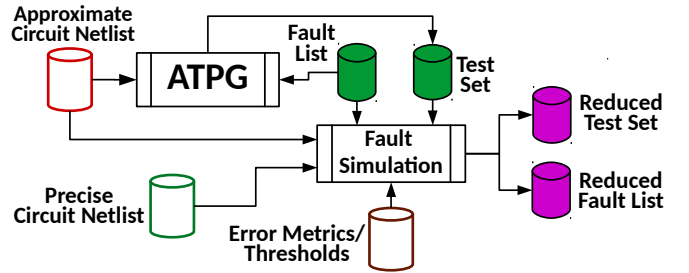 Approximate
Circuit Netlist
ATPG
Fault
List
Test
Set
Fault
Simulation
Reduced
Test Set
Reduced
Fault List
Precise
Circuit Netlist
Error Metrics/
Thresholds